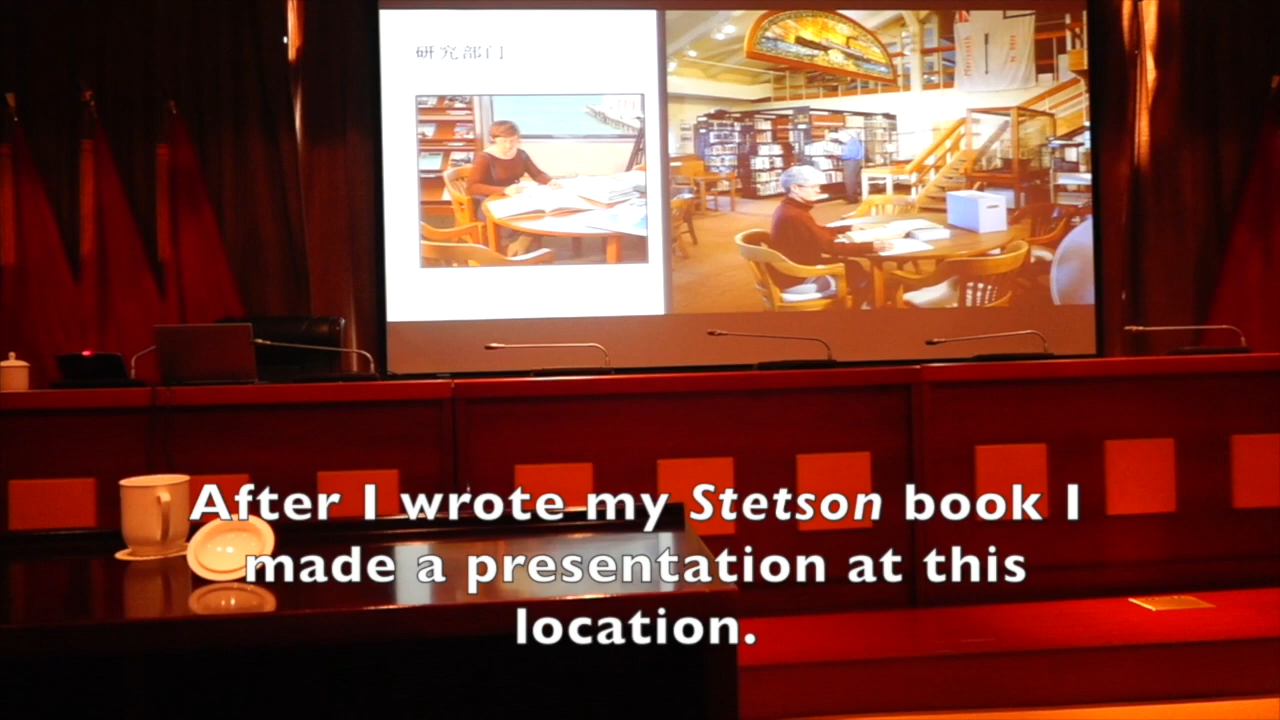 研究部门
After I wrote my Stetson book I
made a presentation at this
location.